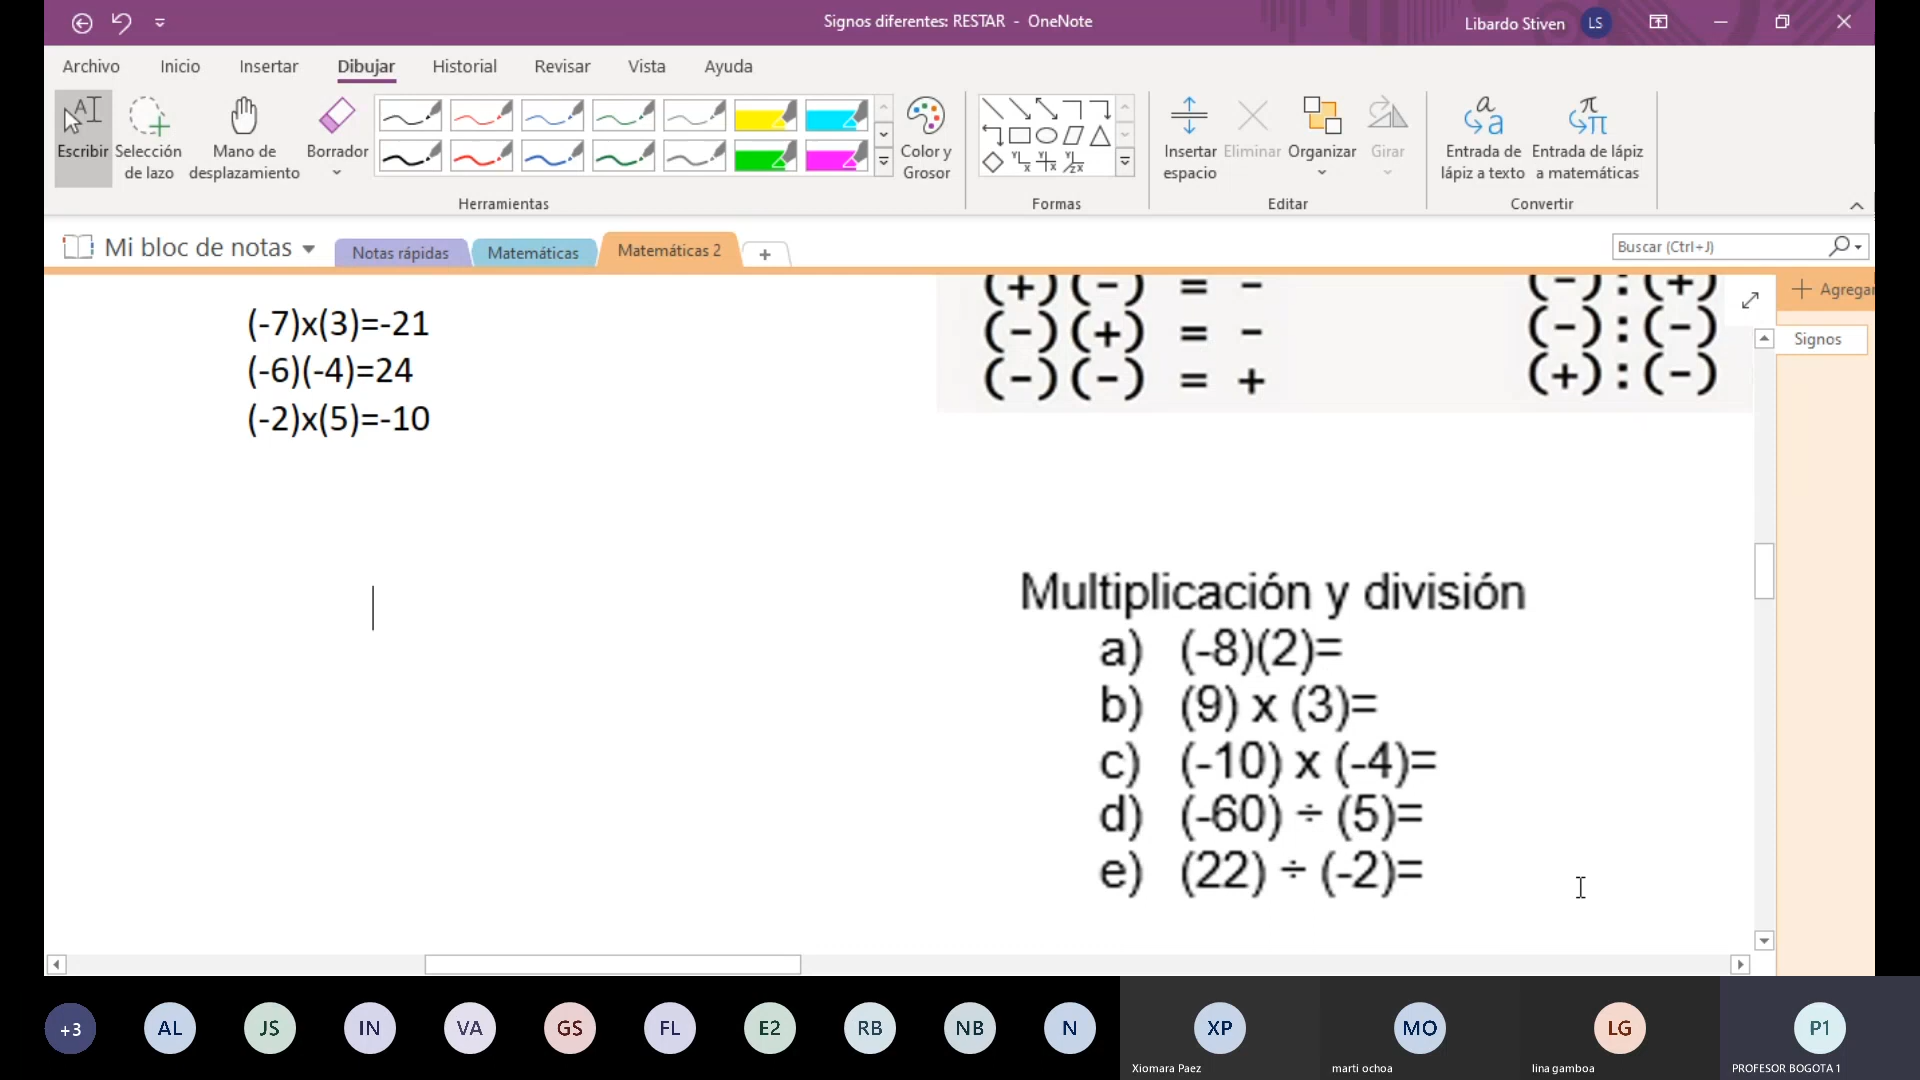 Signos diferentes: RESTAR - OneNote
Libardo Stiven LS
Archivo Inicio Insertar Dibujar Historial Revisar Vista Ayuda
Escribir
Selección de lazo
Mano de desplazamiento
Borrador
Color y Grosor
Insertar espacio
Eliminar
Organizar
Girar
Entrada de lápiz a texto
Entrada de lápiz a matemáticas
Herramientas Formas Editar Convertir
Mi bloc de notas Notas rápidas Matemáticas Matemáticas 2 +
Buscar (Ctrl+J)
Agregar
Signos
(-7)x(3)=-21
(-6)(-4)=24
(-2)x(5)=-10
(+)(-) = -
(-)(+) = -
(-)(-) = +
(-):(+)
(-):(-)
(+):(-)
Multiplicación y división
a) (-8)(2)=
b) (9) x (3)=
c) (-10) x (-4)=
d) (-60) ÷ (5)=
e) (22) ÷ (-2)=
+3 AL JS IN VA GS FL E2 RB NB N XP MO LG P1
Xiomara Paez marti ochoa lina gamboa PROFESOR BOGOTA 1